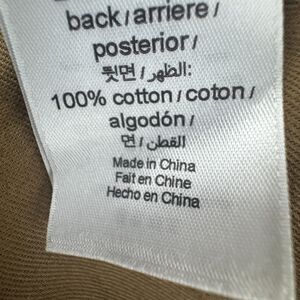 back / arriere /
posterior /
뒷면 / الظهر:
100% cotton / coton /
algodón /
면 / القطن
Made in China
Fait en Chine
Hecho en China